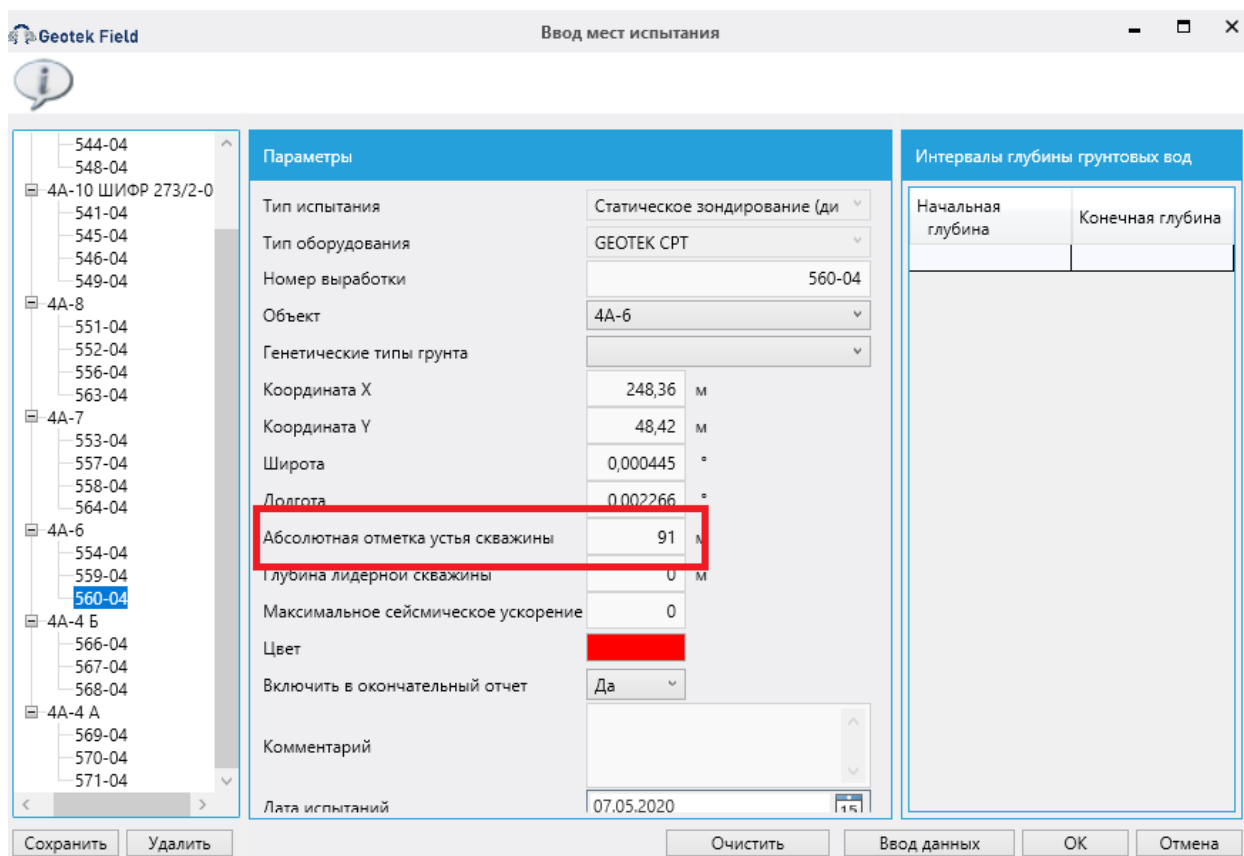 Geotek Field
Ввод мест испытания
544-04
548-04
4А-10 ШИФР 273/2-0
541-04
545-04
546-04
549-04
4А-8
551-04
552-04
556-04
563-04
4А-7
553-04
557-04
558-04
564-04
4А-6
554-04
559-04
560-04
4А-4 Б
566-04
567-04
568-04
4А-4 А
569-04
570-04
571-04
Параметры
Тип испытания Статическое зондирование (ди
Тип оборудования GEOTEK CPT
Номер выработки 560-04
Объект 4А-6
Генетические типы грунта
Координата X 248,36 м
Координата Y 48,42 м
Широта 0,000445 °
Долгота 0,002266 °
Абсолютная отметка устья скважины 91 м
Глубина лидерной скважины 0 м
Максимальное сейсмическое ускорение 0
Цвет
Включить в окончательный отчет Да
Комментарий
Дата испытаний 07.05.2020 15
Интервалы глубины грунтовых вод
Начальная глубина
Конечная глубина
Сохранить Удалить Очистить Ввод данных ОК Отмена